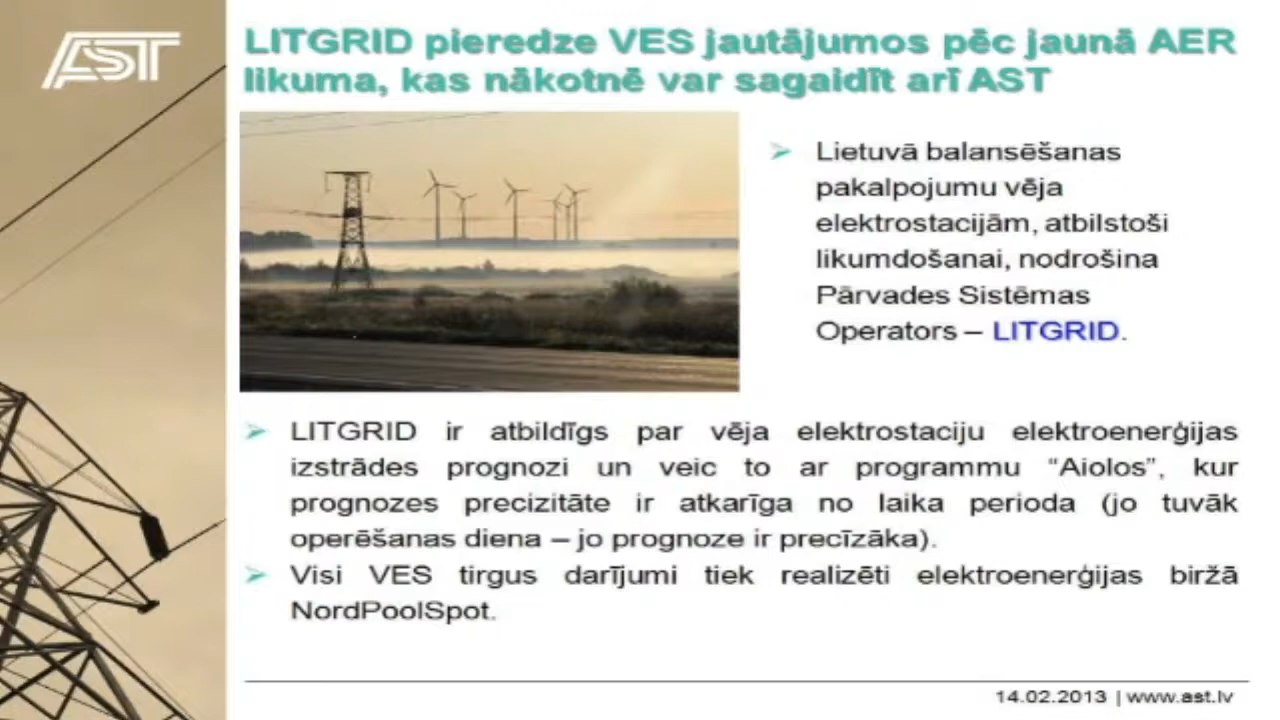 AST
LITGRID pieredze VES jautājumos pēc jaunā AER
likuma, kas nākotnē var sagaidīt arī AST
➢ Lietuvā balansēšanas
pakalpojumu vēja
elektrostacijām, atbilstoši
likumdošanai, nodrošina
Pārvades Sistēmas
Operators – LITGRID.
➢ LITGRID ir atbildīgs par vēja elektrostaciju elektroenerģijas
izstrādes prognozi un veic to ar programmu “Aiolos”, kur
prognozes precizitāte ir atkarīga no laika perioda (jo tuvāk
operēšanas diena – jo prognoze ir precīzāka).
➢ Visi VES tirgus darījumi tiek realizēti elektroenerģijas biržā
NordPoolSpot.
14.02.2013 | www.ast.lv